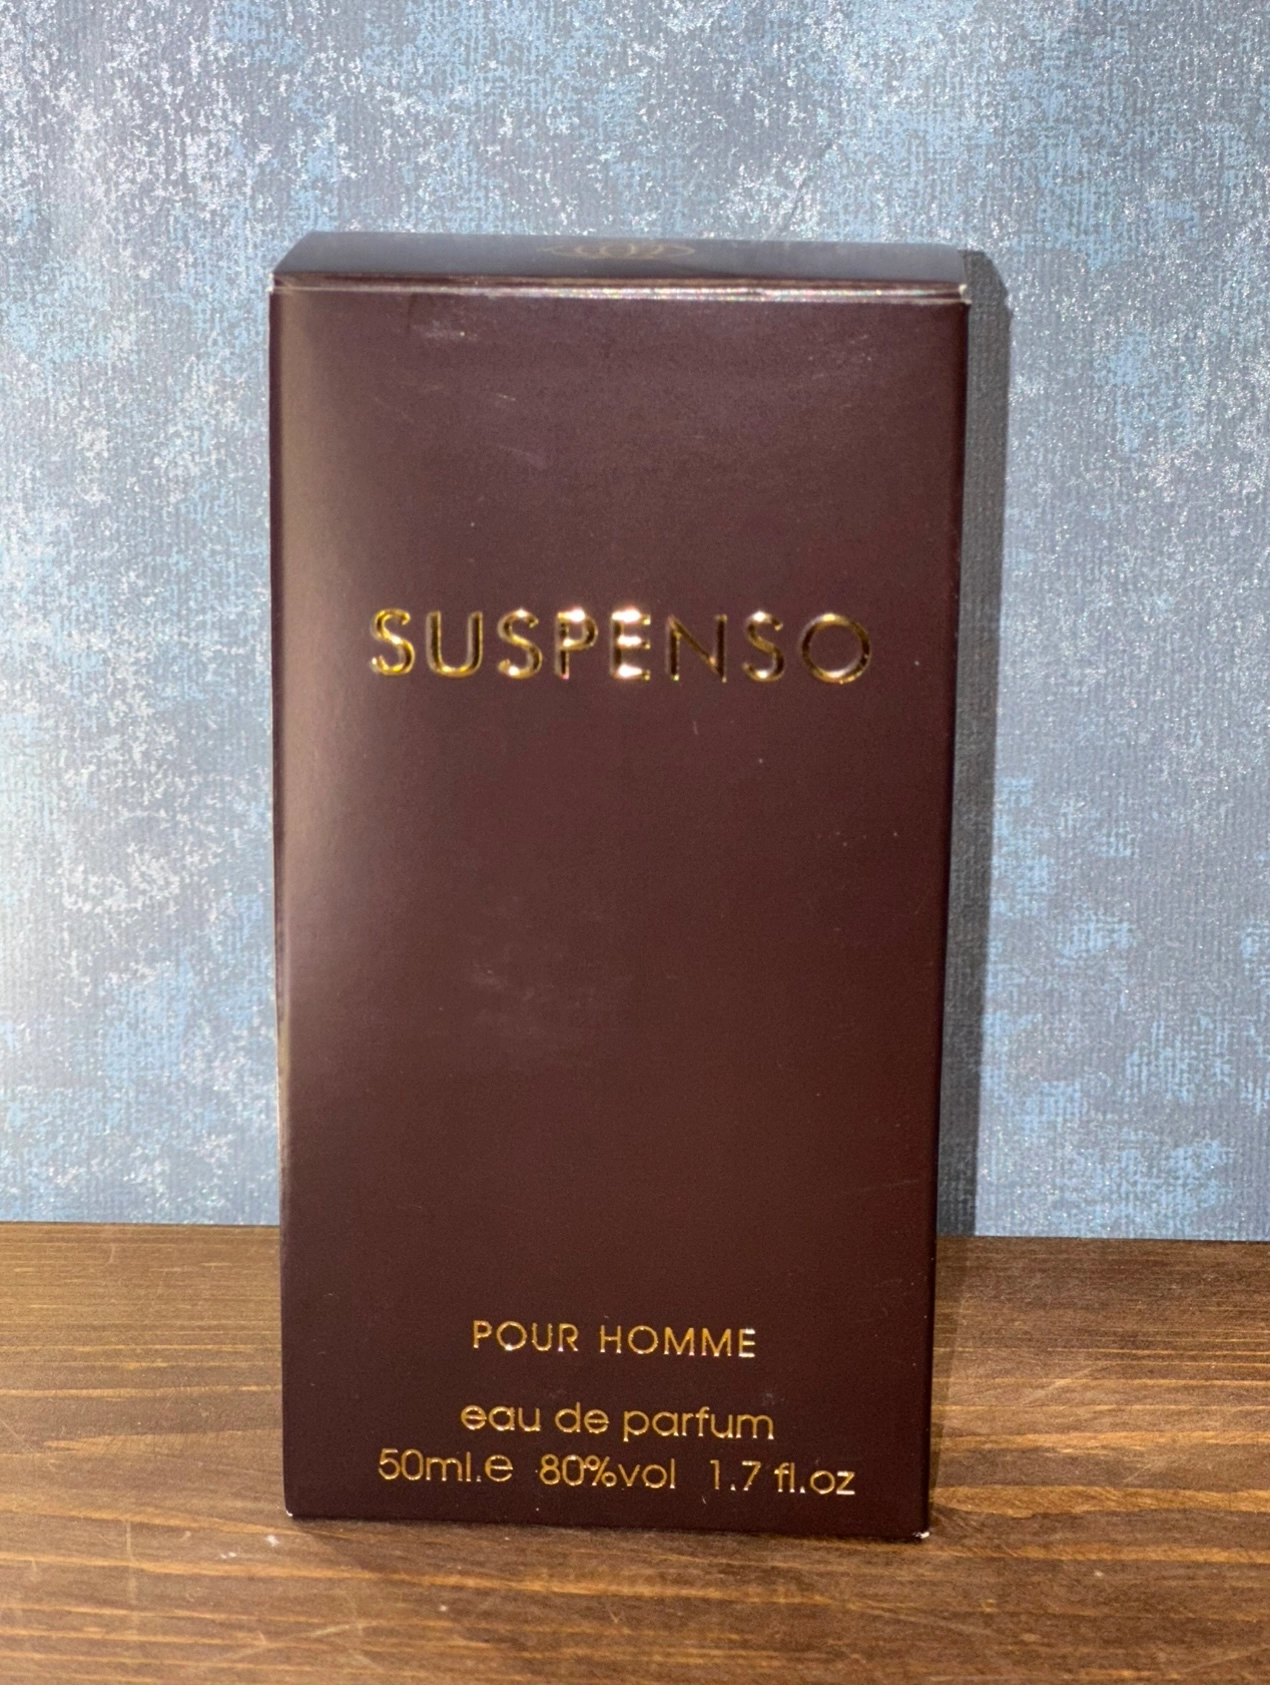 SUSPENSO
POUR HOMME
eau de parfum
50ml.e 80%vol 1.7 fl.oz